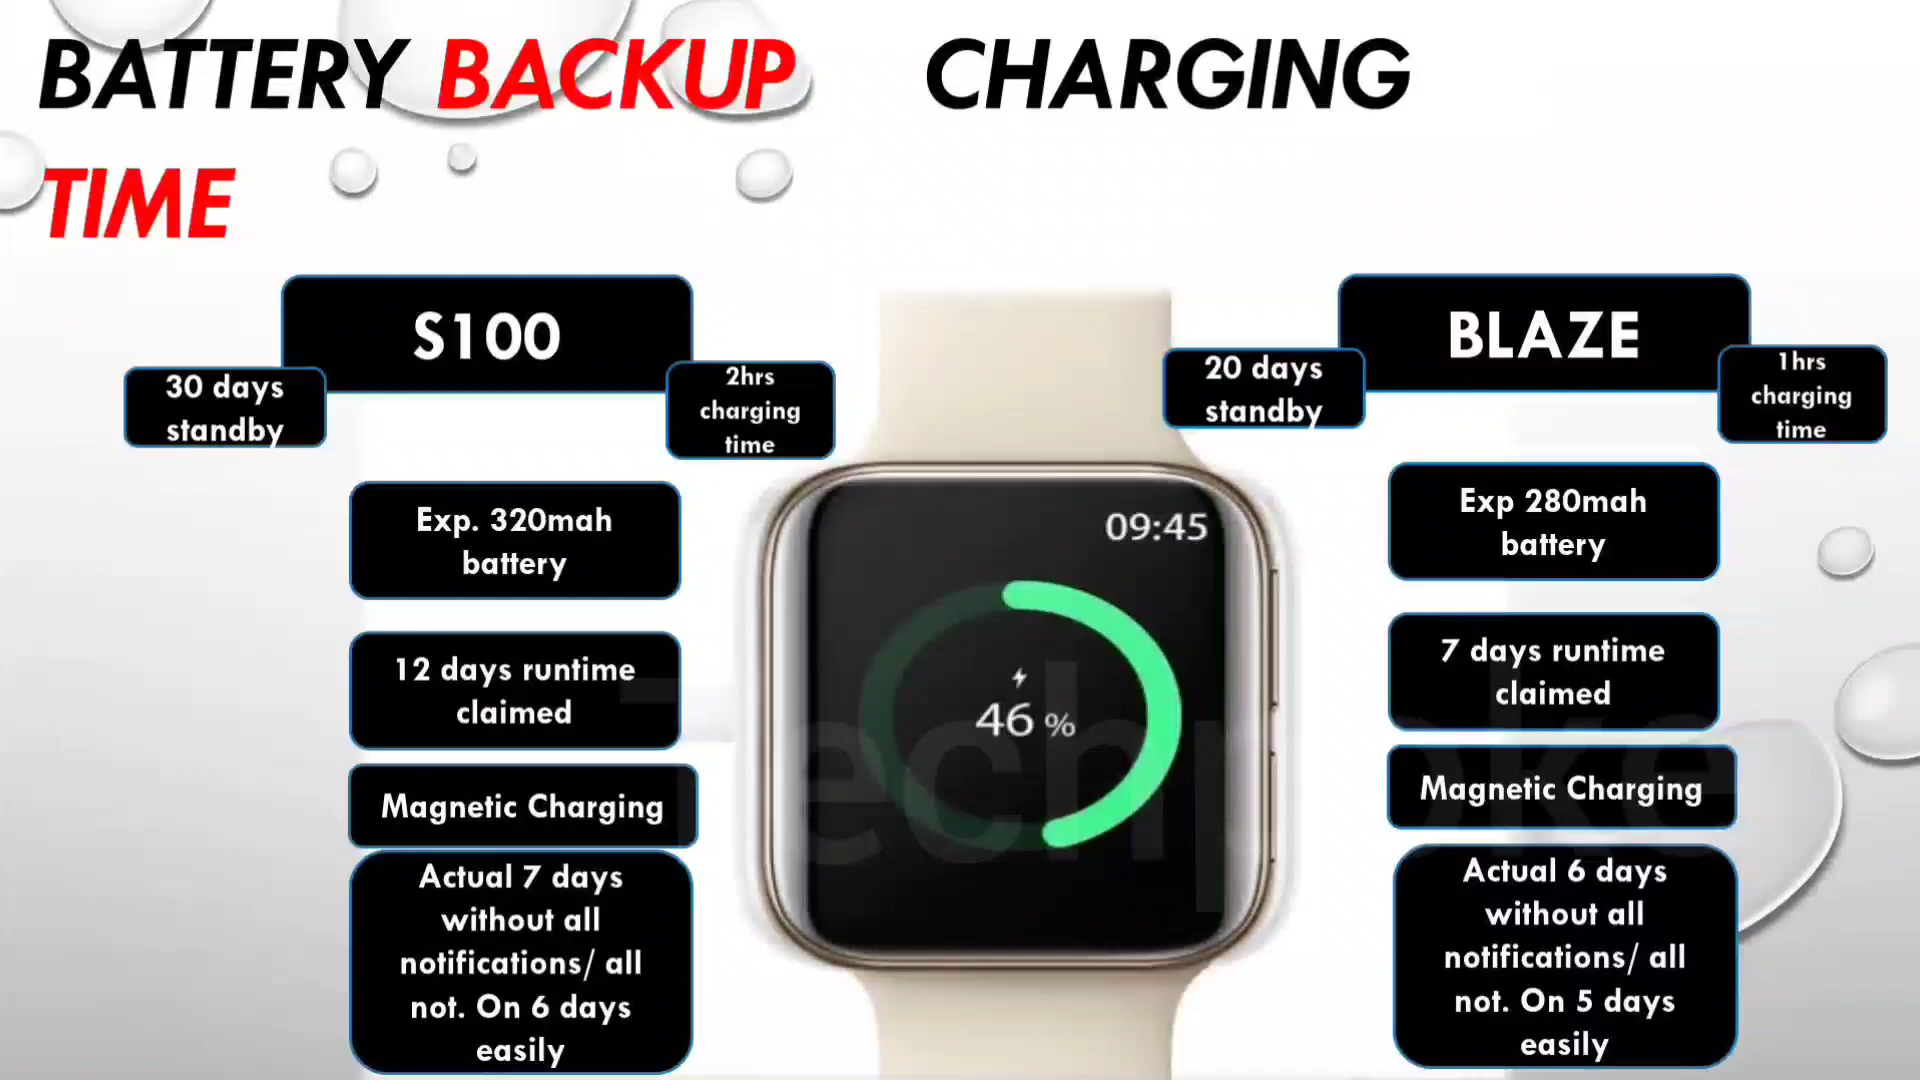 BATTERY BACKUP CHARGING
TIME
S100
30 days
standby
2hrs
charging
time
Exp. 320mah
battery
12 days runtime
claimed
Magnetic Charging
Actual 7 days
without all
notifications/ all
not. On 6 days
easily
09:45
46 %
Techpoke
BLAZE
20 days
standby
1hrs
charging
time
Exp 280mah
battery
7 days runtime
claimed
Magnetic Charging
Actual 6 days
without all
notifications/ all
not. On 5 days
easily